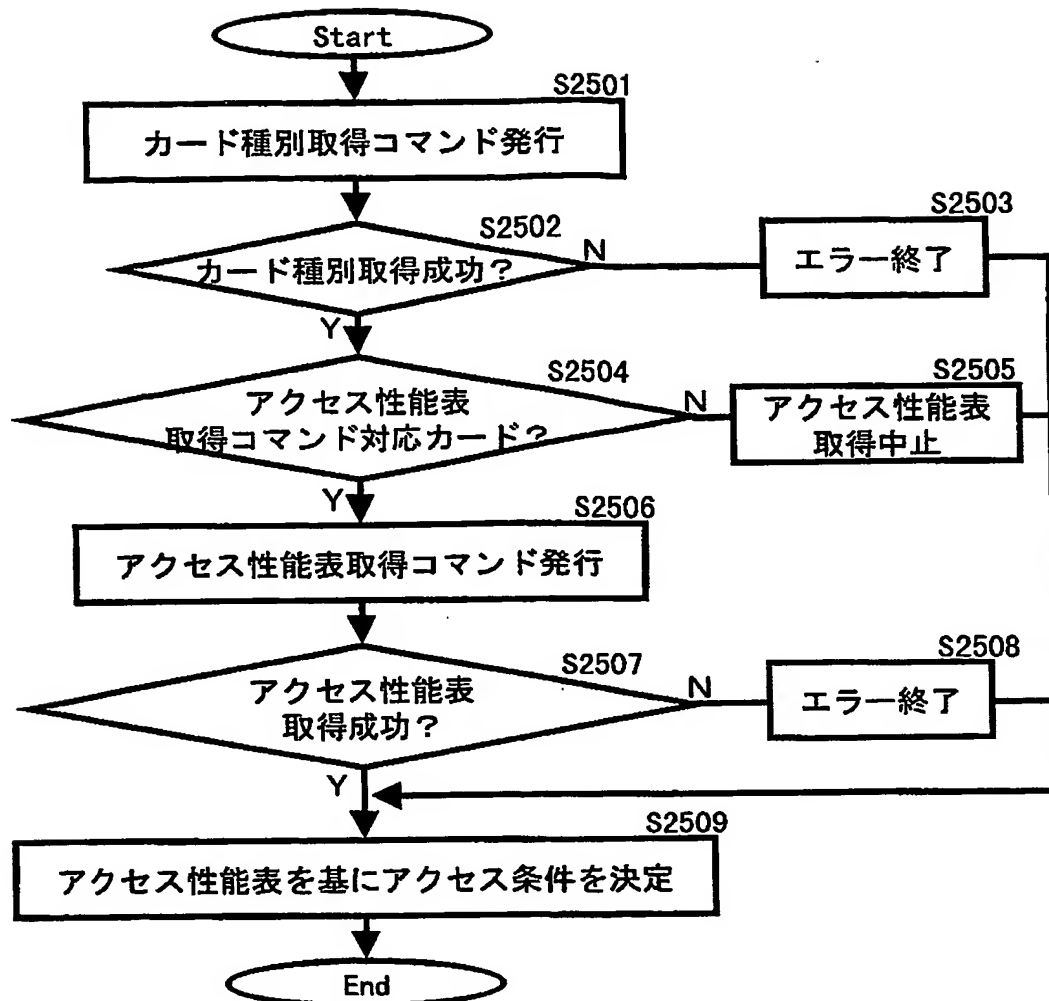 Start
S2501
カード種別取得コマンド発行
S2502
カード種別取得成功？
N
S2503
エラー終了
Y
S2504
アクセス性能表
取得コマンド対応カード？
N
S2505
アクセス性能表
取得中止
Y
S2506
アクセス性能表取得コマンド発行
S2507
アクセス性能表
取得成功？
N
S2508
エラー終了
Y
S2509
アクセス性能表を基にアクセス条件を決定
End